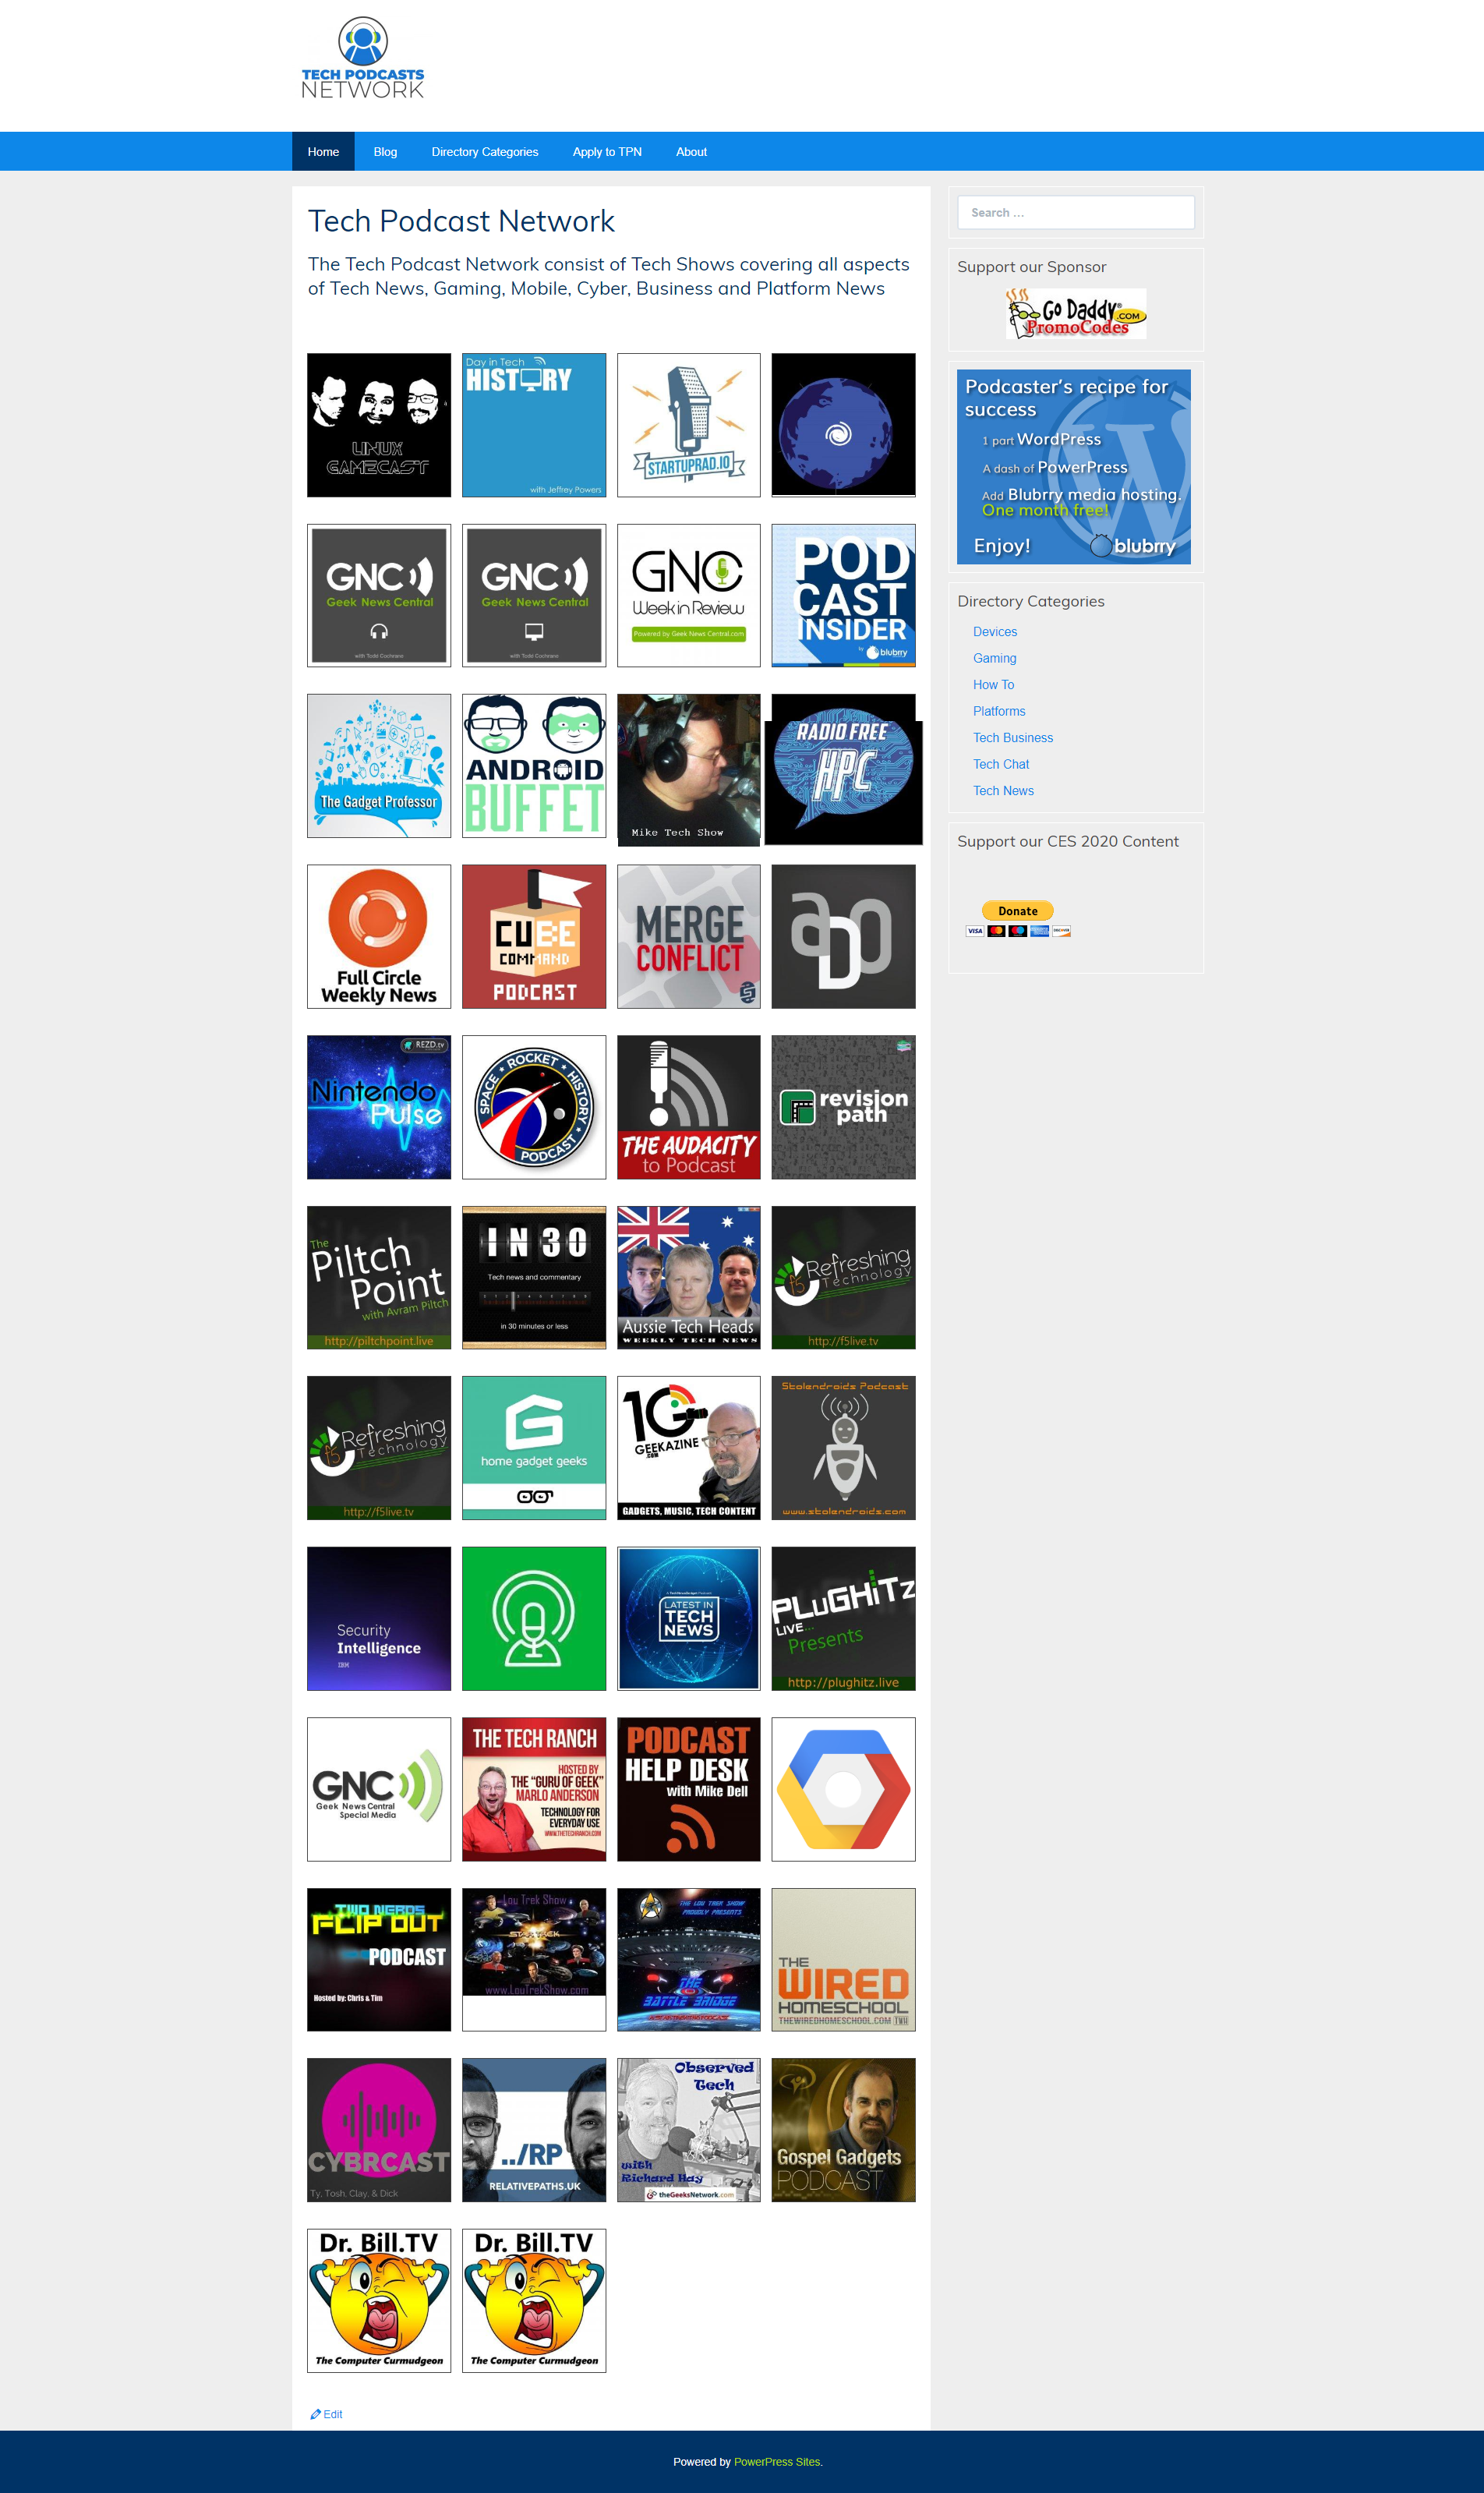 TECH PODCASTS
NETWORK
Home
Blog
Directory Categories
Apply to TPN
About
Tech Podcast Network
The Tech Podcast Network consist of Tech Shows covering all aspects
of Tech News, Gaming, Mobile, Cyber, Business and Platform News
Search ...
Support our Sponsor
Go Daddy
.COM
PromoCodes
Podcaster's recipe for
success
1 part WordPress
A dash of PowerPress
Add Blubrry media hosting.
One month free!
Enjoy!
blubrry
Directory Categories
Devices
Gaming
How To
Platforms
Tech Business
Tech Chat
Tech News
Support our CES 2020 Content
Donate
VISA
LINUX
GAMECAST
Day in Tech
HISTORY
with Jeffrey Powers
STARTUPRAD.IO
GNC
Geek News Central
with Todd Cochrane
GNC
Geek News Central
with Todd Cochrane
GNC
Week in Review
Powered by Geek News Central.com
POD
CAST
INSIDER
by blubrry
The Gadget Professor
ANDROID
BUFFET
Mike Tech Show
RADIO FREE
HPC
Full Circle
Weekly News
CUBE
COMMAND
PODCAST
MERGE
CONFLICT
aDO
REZD.tv
Nintendo
Pulse
SPACE ROCKET HISTORY
PODCAST
THE AUDACITY
to Podcast
revision
path
The
Piltch
Point
with Avram Piltch
http://piltchpoint.live
IN30
Tech news and commentary
in 30 minutes or less
Aussie Tech Heads
WEEKLY TECH NEWS
f5
Refreshing
Technology
http://f5live.tv
f5
Refreshing
Technology
http://f5live.tv
home gadget geeks
1G
GEEKAZINE
.COM
GADGETS, MUSIC, TECH CONTENT
Stolendroids Podcast
www.stolendroids.com
Security
Intelligence
IBM
LATEST IN
TECH
NEWS
PLuGHiTz
LIVE
Presents
http://plughitz.live
GNC
Geek News Central
Special Media
THE TECH RANCH
HOSTED BY
THE "GURU OF GEEK"
MARLO ANDERSON
TECHNOLOGY FOR
EVERYDAY USE
WWW.THETECHRANCH.COM
PODCAST
HELP DESK
with Mike Dell
TWO NERDS
FLIP OUT
PODCAST
Hosted by: Chris & Tim
Lou Trek Show
STAR TREK
www.LouTrekShow.com
THE LOU TREK SHOW
PROUDLY PRESENTS
THE
BATTLE BRIDGE
THE
WIRED
HOMESCHOOL
THEWIREDHOMESCHOOL.COM TWH
CYBRCAST
Ty, Tosh, Clay, & Dick
../RP
RELATIVEPATHS.UK
Observed
Tech
with
Richard Hay
theGeeksNetwork.com
Gospel Gadgets
PODCAST
Dr. Bill.TV
The Computer Curmudgeon
Dr. Bill.TV
The Computer Curmudgeon
Edit
Powered by PowerPress Sites.